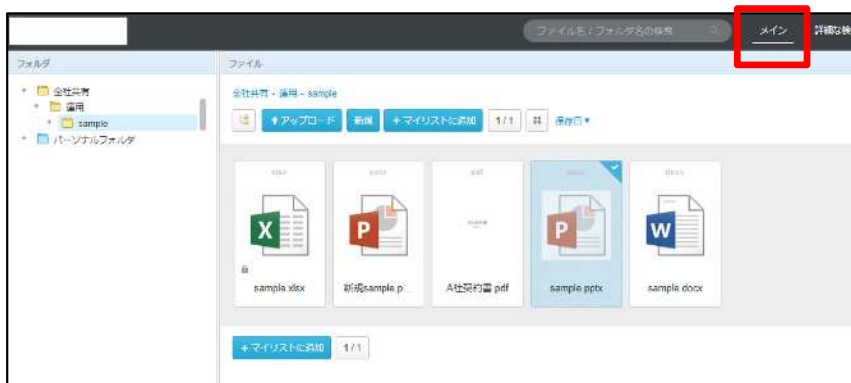 ファイル名/フォルダ名の検索
メイン
詳細な検
フォルダ
ファイル
全社共有
運用
sample
パーソナルフォルダ
全社共有 - 運用 - sample
アップロード
新規
+マイリストに追加
1/1
保存日▼
xlsx
pptx
pdf
pptx
docx
sample.xlsx
新規sample.p...
A社契約書.pdf
sample.pptx
sample.docx
+マイリストに追加
1/1